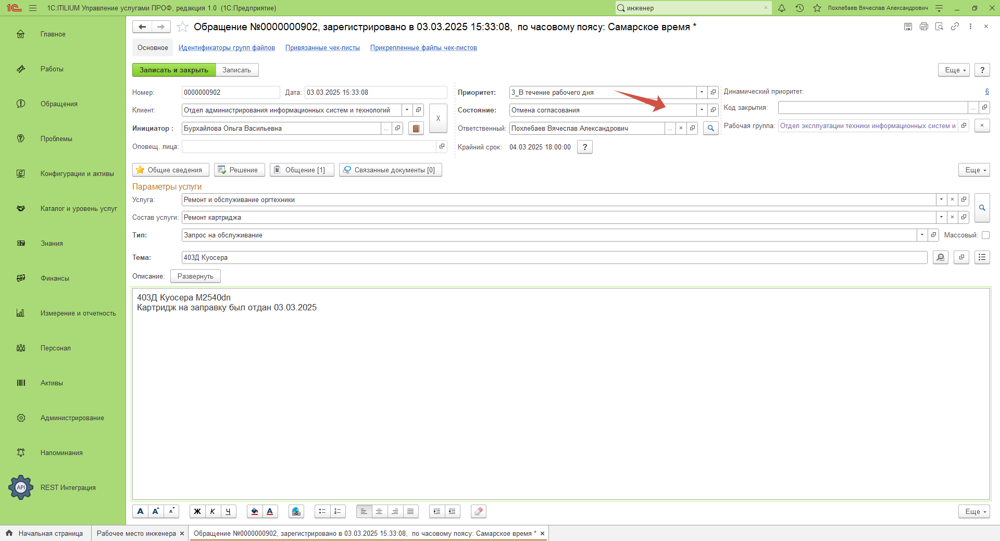 1С:ITILIUM Управление услугами ПРОФ, редакция 1.0 (1С:Предприятие)
инженер
Похлебаев Вячеслав Александрович
Главное
Работы
Обращения
Проблемы
Конфигурации и активы
Каталог и уровень услуг
Знания
Финансы
Измерение и отчетность
Персонал
Активы
Администрирование
Напоминания
API
REST Интеграция
Обращение №0000000902, зарегистрировано в 03.03.2025 15:33:08, по часовому поясу: Самарское время *
Основное
Идентификаторы групп файлов
Привязанные чек-листы
Прикрепленные файлы чек-листов
Записать и закрыть
Записать
Еще
?
Номер: 0000000902 Дата: 03.03.2025 15:33:08
Клиент: Отдел администрирования информационных систем и технологий
X
Инициатор : Бурхайлова Ольга Васильевна ...
Оповещ. лица:
Приоритет: 3_В течение рабочего дня
Состояние: Отмена согласования
Ответственный: Похлебаев Вячеслав Александрович ... ×
Крайний срок: 04.03.2025 18:00:00 ?
Динамический приоритет: 6
Код закрытия: ...
Рабочая группа: Отдел эксплуатации техники информационных систем и ×
Общие сведения
Решение
Общение [1]
Связанные документы [0]
Еще
Параметры услуги
Услуга: Ремонт и обслуживание оргтехники ×
Состав услуги: Ремонт картриджа ×
Тип: Запрос на обслуживание Массовый:
Тема: 403Д Куосера
Описание: Развернуть
403Д Куосера M2540dn
Картридж на заправку был отдан 03.03.2025
А А А Ж К Ч А
Еще
Начальная страница
Рабочее место инженера ×
Обращение №0000000902, зарегистрировано в 03.03.2025 15:33:08, по часовому поясу: Самарское время * ×